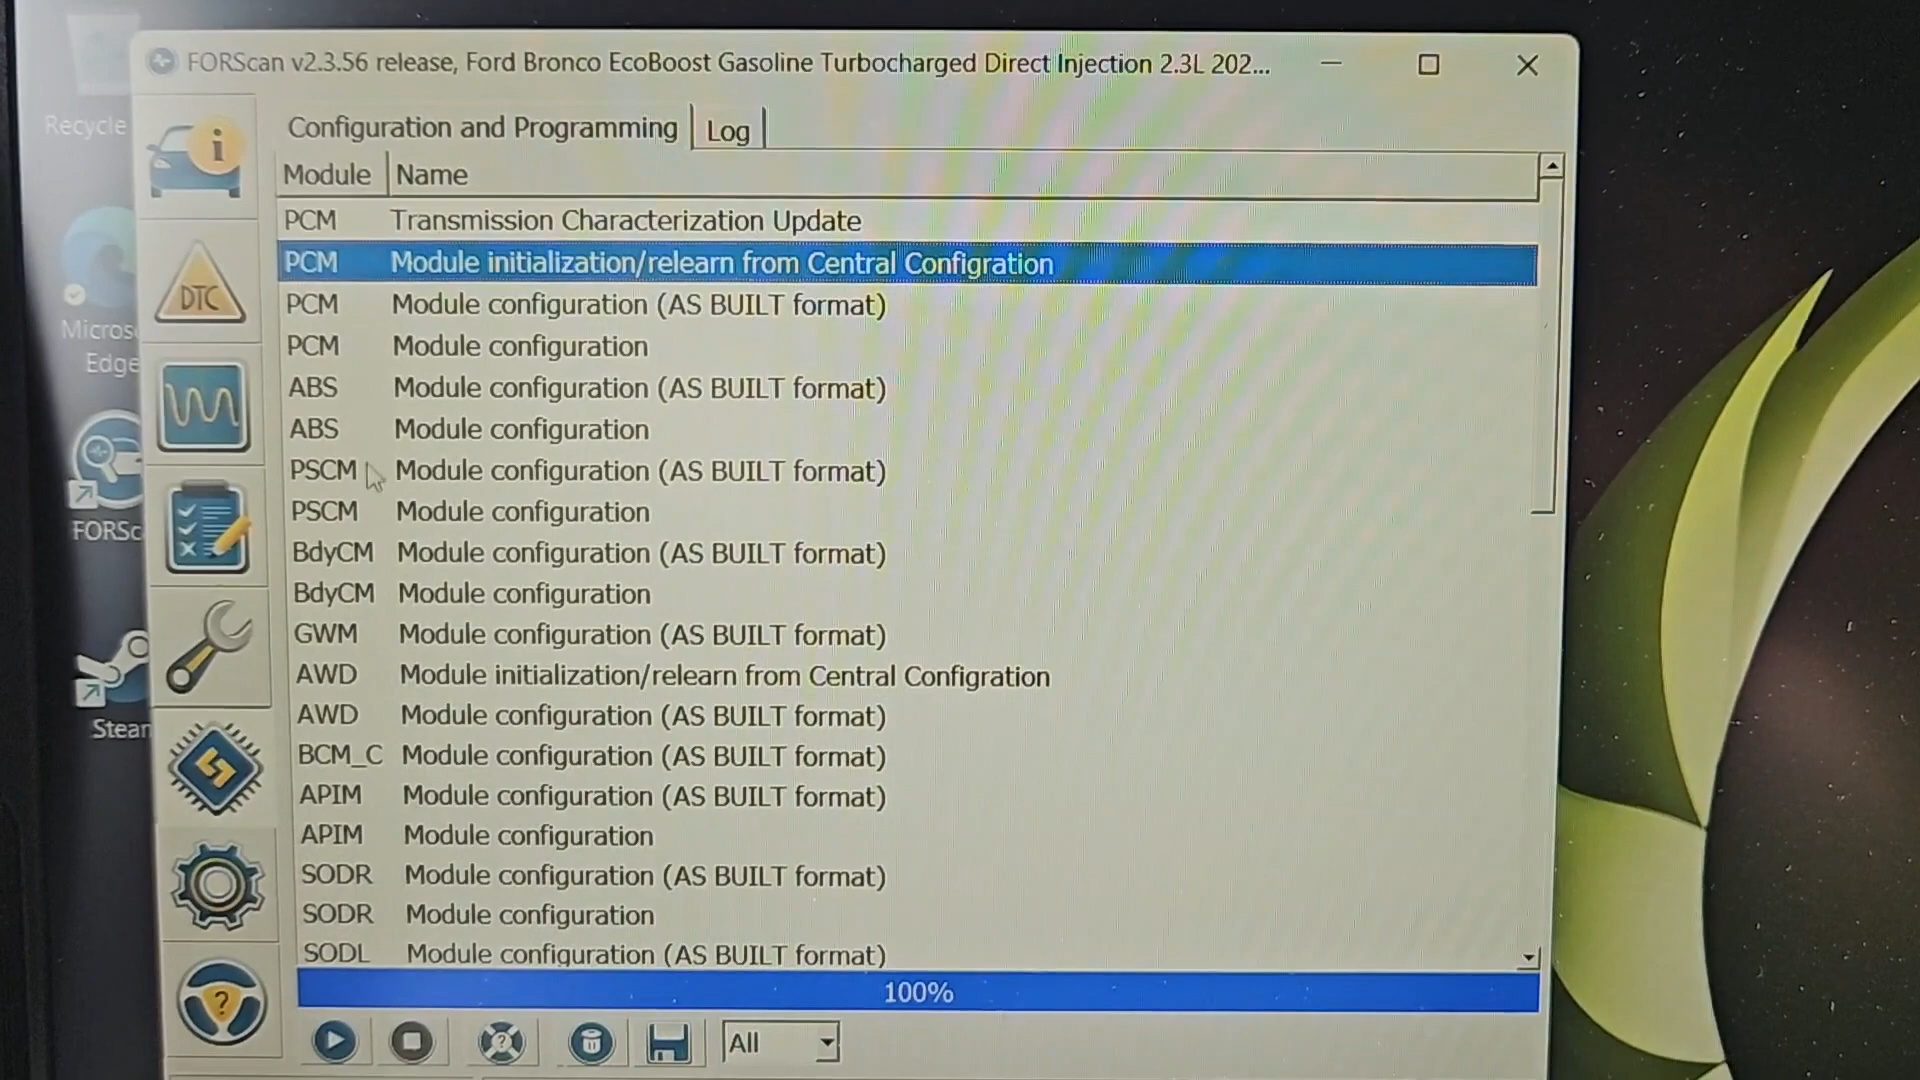 FORScan v2.3.56 release, Ford Bronco EcoBoost Gasoline Turbocharged Direct Injection 2.3L 202...
Recycle
Configuration and Programming
Log
Module Name
PCM Transmission Characterization Update
PCM Module initialization/relearn from Central Configration
PCM Module configuration (AS BUILT format)
PCM Module configuration
ABS Module configuration (AS BUILT format)
ABS Module configuration
PSCM Module configuration (AS BUILT format)
PSCM Module configuration
BdyCM Module configuration (AS BUILT format)
BdyCM Module configuration
GWM Module configuration (AS BUILT format)
AWD Module initialization/relearn from Central Configration
AWD Module configuration (AS BUILT format)
BCM_C Module configuration (AS BUILT format)
APIM Module configuration (AS BUILT format)
APIM Module configuration
SODR Module configuration (AS BUILT format)
SODR Module configuration
SODL Module configuration (AS BUILT format)
100%
All
DTC
Micros
Edge
FORSc
Stean